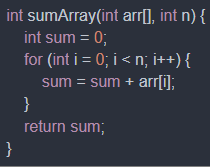 int sumArray(int arr[], int n) {
    int sum = 0;
    for (int i = 0; i < n; i++) {
        sum = sum + arr[i];
    }
    return sum;
}